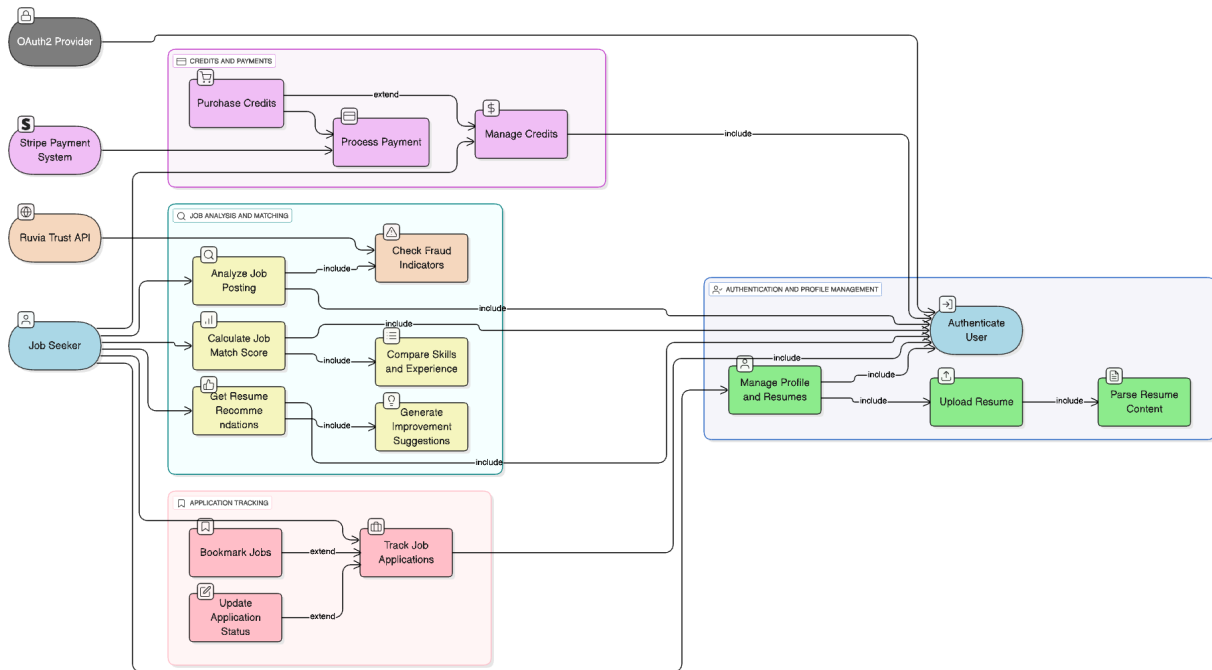 OAuth2 Provider
CREDITS AND PAYMENTS
Purchase Credits
extend
Process Payment
Manage Credits
include
Stripe Payment
System
Ruvia Trust API
JOB ANALYSIS AND MATCHING
Check Fraud
Indicators
Analyze Job
Posting
include
include
Calculate Job
Match Score
include
include
Compare Skills
and Experience
Get Resume
Recomme
ndations
include
Generate
Improvement
Suggestions
include
Job Seeker
AUTHENTICATION AND PROFILE MANAGEMENT
Authenticate
User
include
Manage Profile
and Resumes
include
include
Upload Resume
include
Parse Resume
Content
APPLICATION TRACKING
Bookmark Jobs
extend
Track Job
Applications
Update
Application
Status
extend